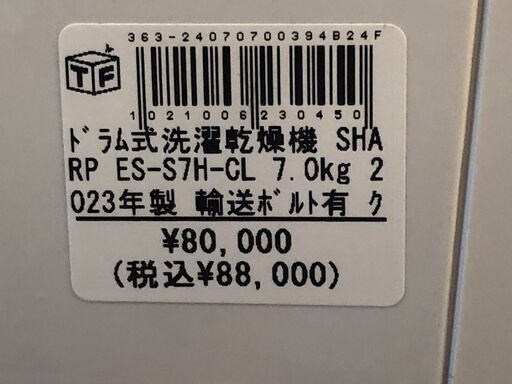 363-24070700394B24F
TF
1021006230450
ﾄﾞﾗﾑ式洗濯乾燥機 SHA
RP ES-S7H-CL 7.0kg 2
023年製 輸送ﾎﾞﾙﾄ有 ｸ
¥80,000
(税込¥88,000)